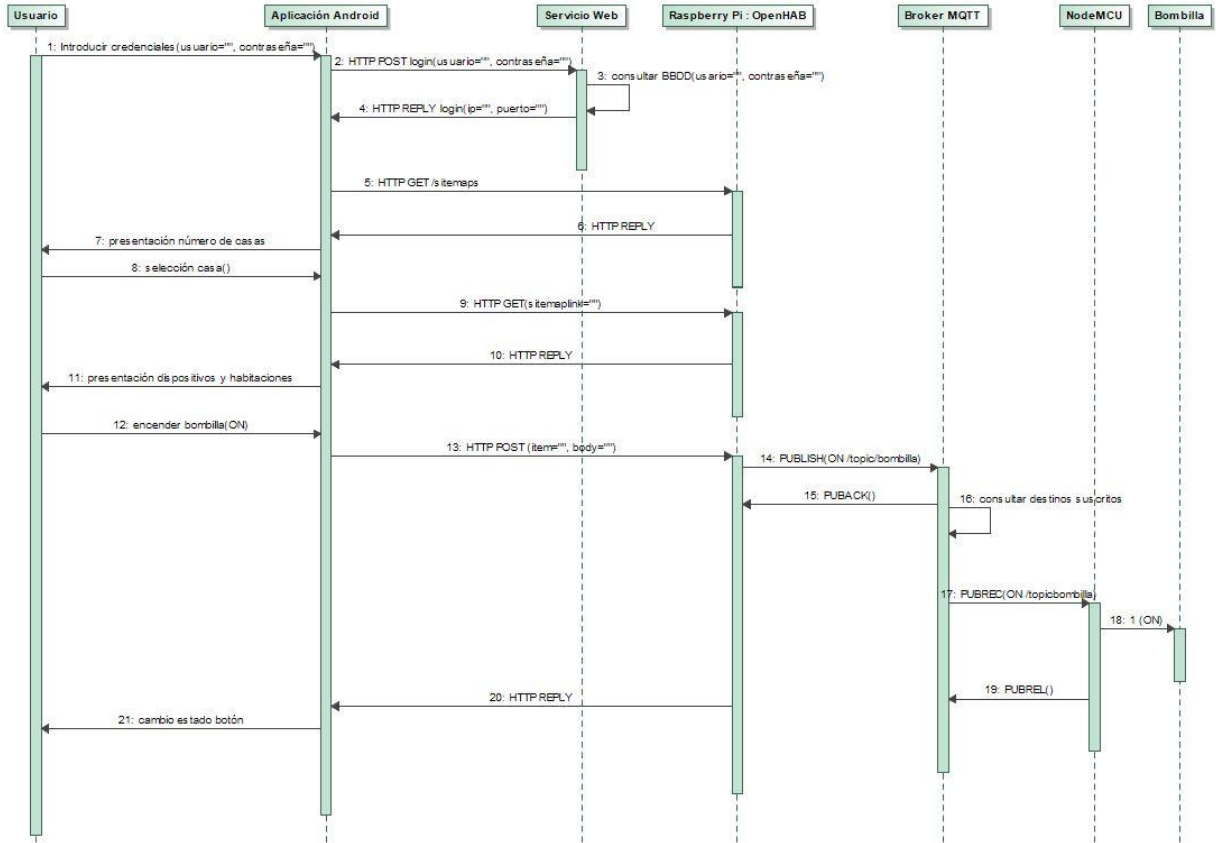 Usuario
Aplicación Android
Servicio Web
Raspberry Pi : OpenHAB
Broker MQTT
NodeMCU
Bombilla
1: Introducir credenciales(usuario="", contraseña="")
2: HTTP POST login(usuario="", contraseña="")
3: consultar BBDD(usario="", contraseña="")
4: HTTP REPLY login(ip="", puerto="")
5: HTTP GET /sitemaps
6: HTTP REPLY
7: presentación número de casas
8: selección casa()
9: HTTP GET(sitemaplink="")
10: HTTP REPLY
11: presentación dispositivos y habitaciones
12: encender bombilla(ON)
13: HTTP POST (item="", body="")
14: PUBLISH(ON /topic/bombilla)
15: PUBACK()
16: consultar destinos suscritos
17: PUBREC(ON /topicbombilla)
18: 1 (ON)
19: PUBREL()
20: HTTP REPLY
21: cambio estado botón